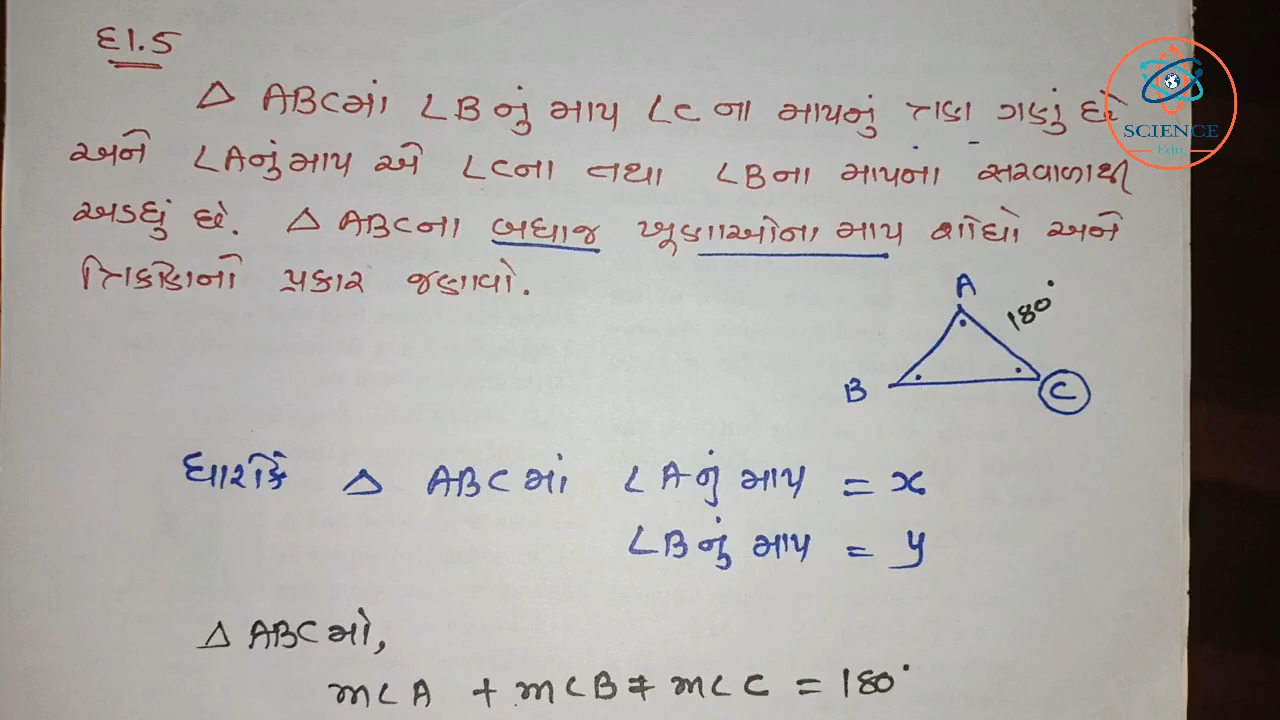 દા.5
△ ABCમાં ∠B નું માપ ∠C ના માપનું ત્રણ ગણું છે
અને ∠Aનું માપ એ ∠Cના તથા ∠Bના માપના સરવાળાથી
અડધું છે. △ ABCના બધાજ ખૂણાઓના માપ શોધો અને
ત્રિકોણનો પ્રકાર જણાવો.
SCIENCE
Edu.
A
180°
B
C
ધારોકે △ ABCમાં ∠Aનું માપ = x
∠Bનું માપ = y
△ ABCમાં,
m∠A + m∠B + m∠C = 180°